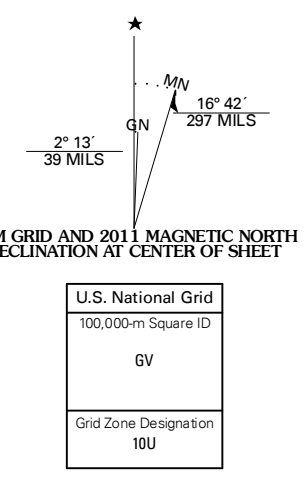 MN
GN
16° 42´
297 MILS
2° 13´
39 MILS
M GRID AND 2011 MAGNETIC NORTH
ECLINATION AT CENTER OF SHEET
U.S. National Grid
100,000-m Square ID
GV
Grid Zone Designation
10U